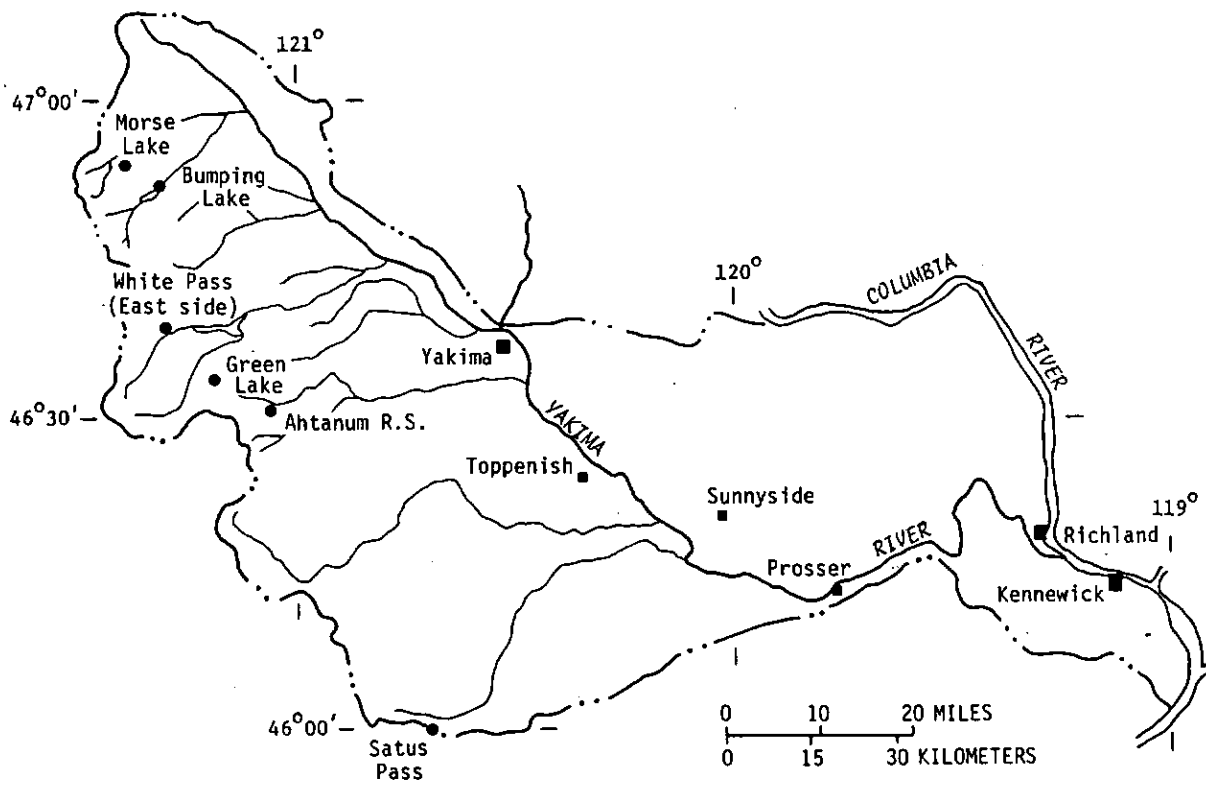 121°
47°00'
Morse
Lake
Bumping
Lake
White Pass
(East side)
120°
COLUMBIA
RIVER
Yakima
Green
Lake
46°30'
Ahtanum R.S.
YAKIMA
Toppenish
Sunnyside
119°
Richland
RIVER
Prosser
Kennewick
46°00'
Satus
Pass
0 10 20 MILES
0 15 30 KILOMETERS